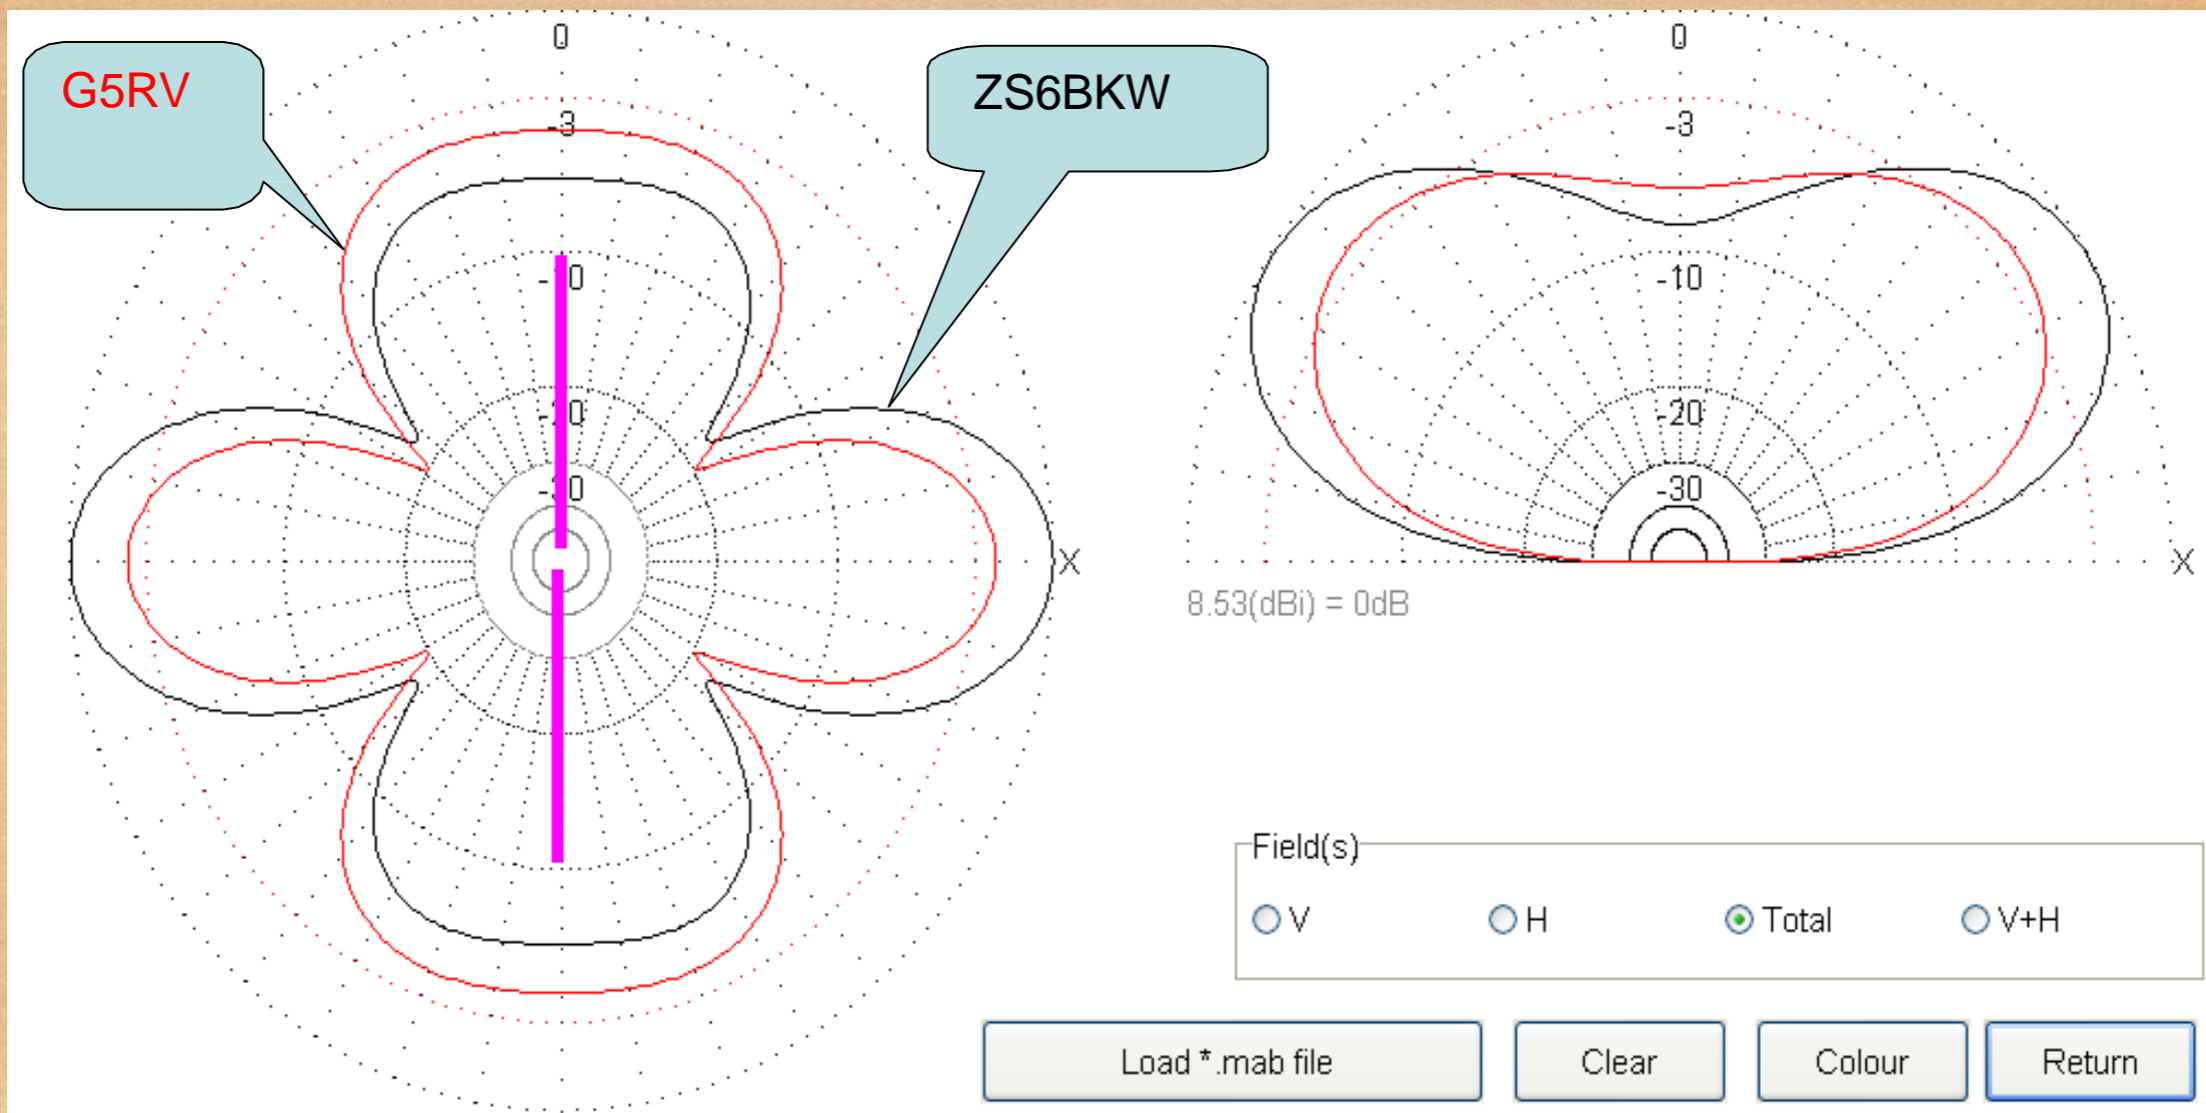 G5RV
ZS6BKW
0
-3
-10
-20
-30
X
0
-3
-10
-20
-30
X
8.53(dBi) = 0dB
Field(s)
V
H
Total
V+H
Load *.mab file
Clear
Colour
Return